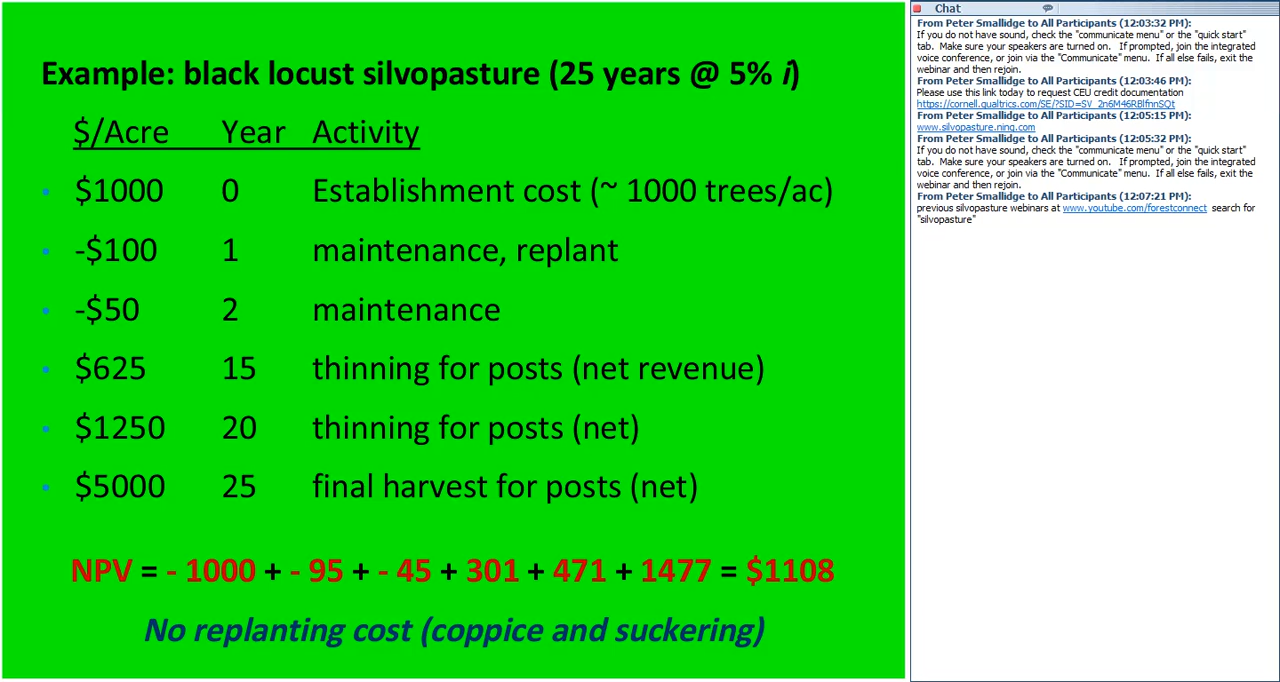 Example: black locust silvopasture (25 years @ 5% i)
$/Acre Year Activity
• $1000 0 Establishment cost (~ 1000 trees/ac)
• -$100 1 maintenance, replant
• -$50 2 maintenance
• $625 15 thinning for posts (net revenue)
• $1250 20 thinning for posts (net)
• $5000 25 final harvest for posts (net)
NPV = - 1000 + - 95 + - 45 + 301 + 471 + 1477 = $1108
No replanting cost (coppice and suckering)
Chat
From Peter Smallidge to All Participants (12:03:32 PM):
If you do not have sound, check the "communicate menu" or the "quick start"
tab. Make sure your speakers are turned on. If prompted, join the integrated
voice conference, or join via the "Communicate" menu. If all else fails, exit the
webinar and then rejoin.
From Peter Smallidge to All Participants (12:03:46 PM):
Please use this link today to request CEU credit documentation
https://cornell.qualtrics.com/SE/?SID=SV_2n6M46RBlfnnSQt
From Peter Smallidge to All Participants (12:05:15 PM):
www.silvopasture.ning.com
From Peter Smallidge to All Participants (12:05:32 PM):
If you do not have sound, check the "communicate menu" or the "quick start"
tab. Make sure your speakers are turned on. If prompted, join the integrated
voice conference, or join via the "Communicate" menu. If all else fails, exit the
webinar and then rejoin.
From Peter Smallidge to All Participants (12:07:21 PM):
previous silvopasture webinars at www.youtube.com/forestconnect search for
"silvopasture"